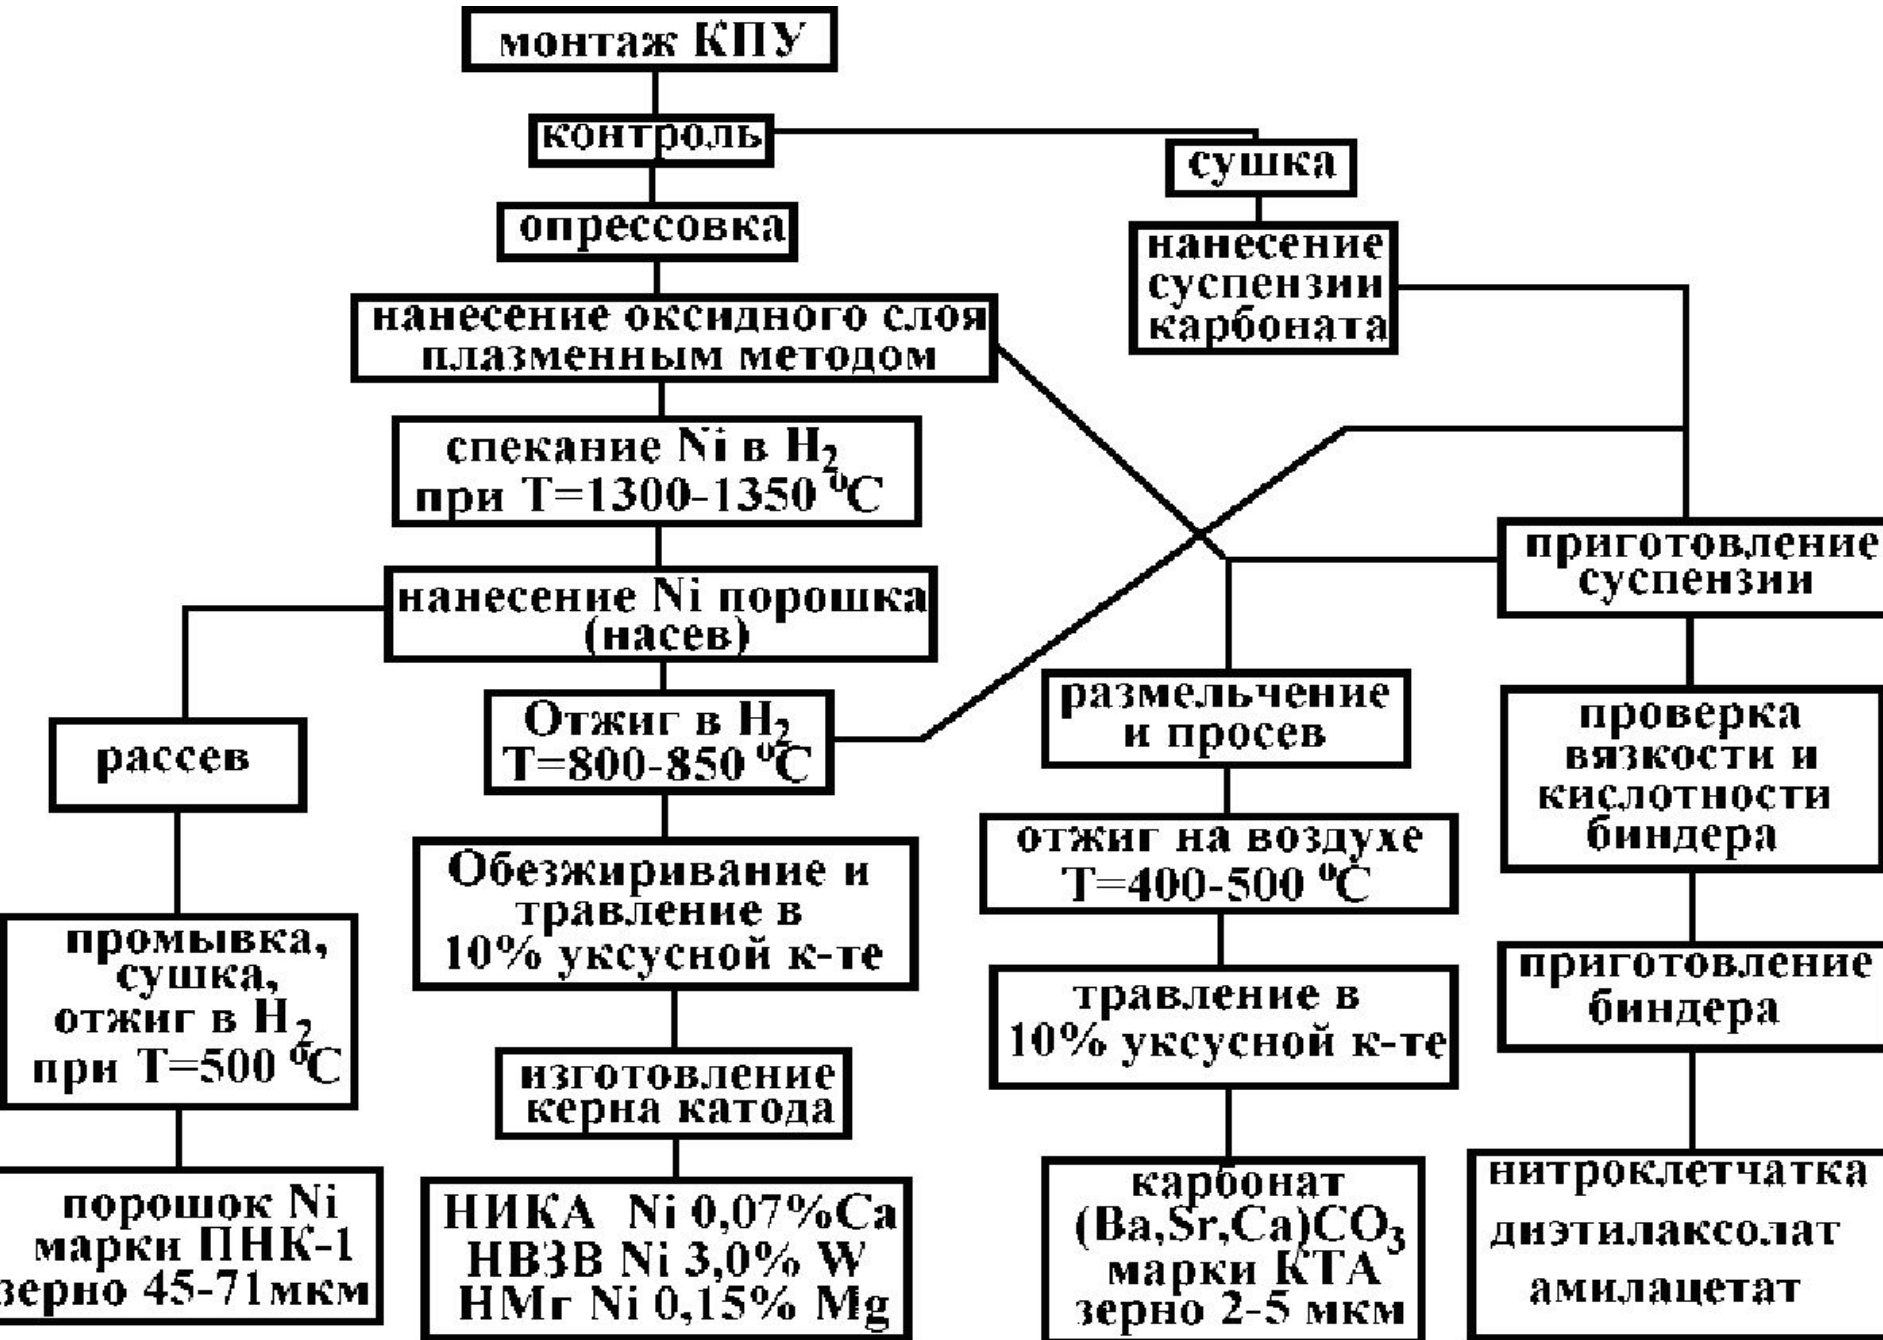 монтаж КПУ
контроль
сушка
опрессовка
нанесение
суспензии
карбоната
нанесение оксидного слоя
плазменным методом
спекание Ni в H₂
при T=1300-1350 ⁰C
приготовление
суспензии
нанесение Ni порошка
(насев)
размельчение
и просев
Отжиг в H₂
T=800-850 ⁰C
рассев
проверка
вязкости и
кислотности
биндера
отжиг на воздухе
T=400-500 ⁰C
Обезжиривание и
травление в
10% уксусной к-те
промывка,
сушка,
отжиг в H₂
при T=500 ⁰C
травление в
10% уксусной к-те
приготовление
биндера
изготовление
керна катода
порошок Ni
марки ПНК-1
зерно 45-71мкм
НИКА Ni 0,07%Ca
НВЗВ Ni 3,0% W
НМг Ni 0,15% Mg
карбонат
(Ba,Sr,Ca)CO₃
марки КТА
зерно 2-5 мкм
нитроклетчатка
диэтилаксолат
амилацетат